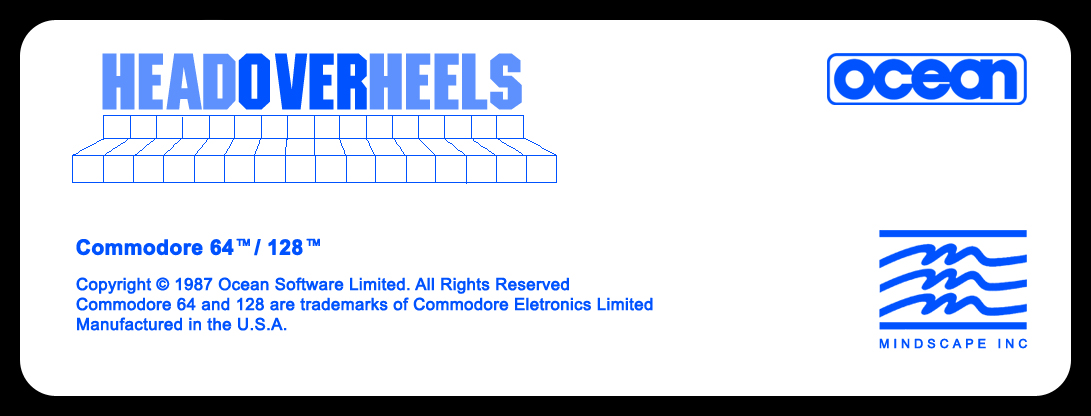 HEADOVERHEELS
ocean
Commodore 64™/ 128™
Copyright © 1987 Ocean Software Limited. All Rights Reserved
Commodore 64 and 128 are trademarks of Commodore Eletronics Limited
Manufactured in the U.S.A.
MINDSCAPE INC